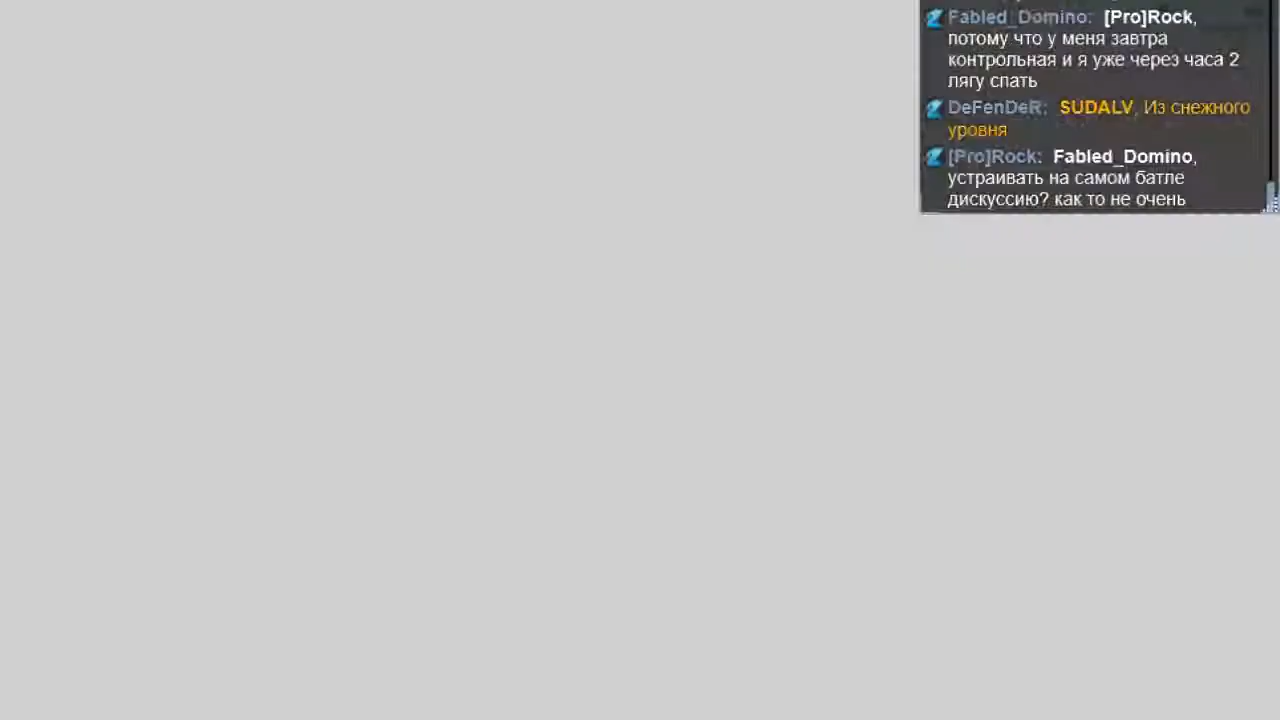 Fabled_Domino: [Pro]Rock,
потому что у меня завтра
контрольная и я уже через часа 2
лягу спать
DeFenDeR: SUDALV, Из снежного
уровня
[Pro]Rock: Fabled_Domino,
устраивать на самом батле
дискуссию? как то не очень